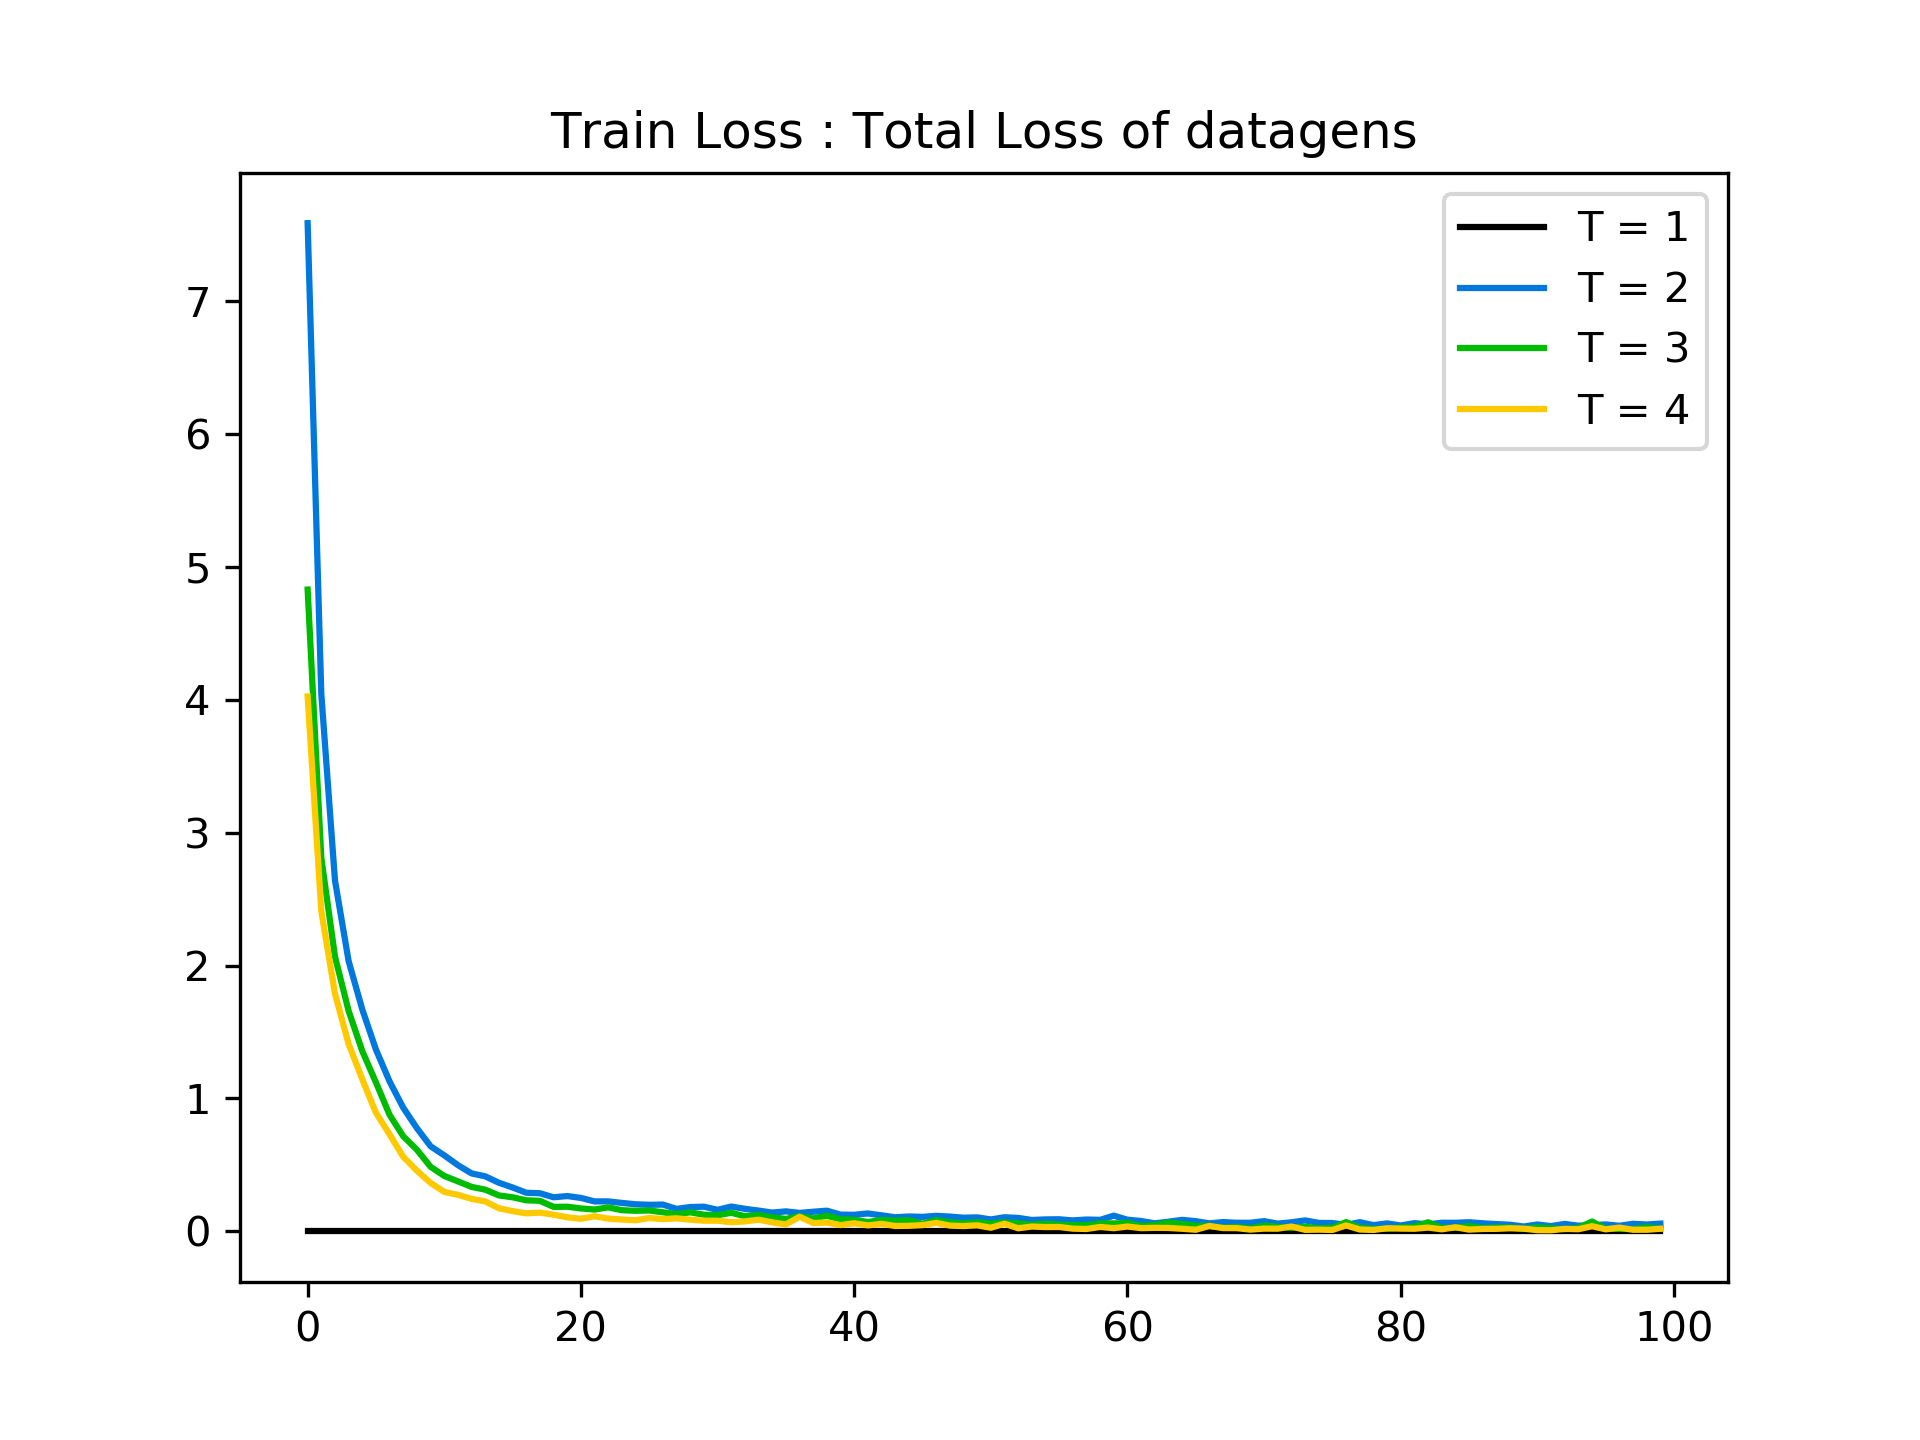 Train Loss : Total Loss of datagens
T = 1
T = 2
T = 3
T = 4
7
6
5
4
3
2
1
0
0 20 40 60 80 100